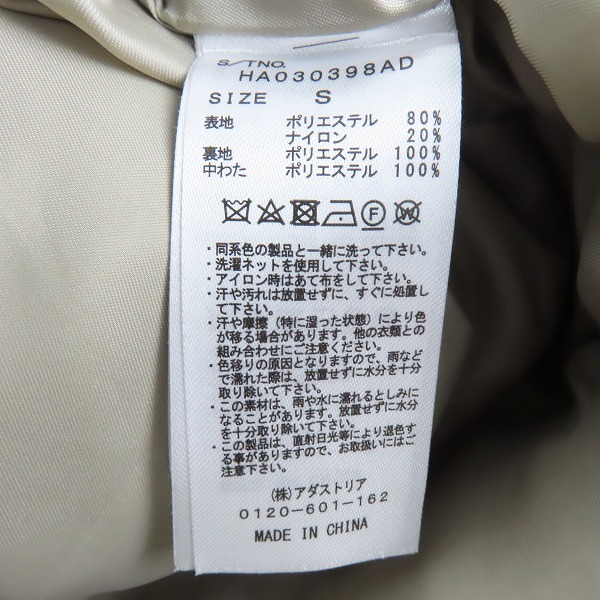 S/TNO.
HA030398AD
SIZE S
表地 ポリエステル 80%
ナイロン 20%
裏地 ポリエステル 100%
中わた ポリエステル 100%
F W
・同系色の製品と一緒に洗って下さい。
・洗濯ネットを使用して下さい。
・アイロン時はあて布をして下さい。
・汗や汚れは放置せずに、すぐに処置し
て下さい。
・汗や摩擦（特に湿った状態）により色
が移る場合があります。他の衣類との
組み合わせにご注意下さい。
・色移りの原因となりますので、雨など
で濡れた際は、放置せずに水分を十分
取り除いて下さい。
・この素材は、雨や水に濡れるとしみに
なることがあります。放置せずに水分
を十分取り除いて下さい。
・この製品は、直射日光等により退色す
る事がありますので、お取扱いにはご
注意下さい。
(株)アダストリア
0120-601-162
MADE IN CHINA